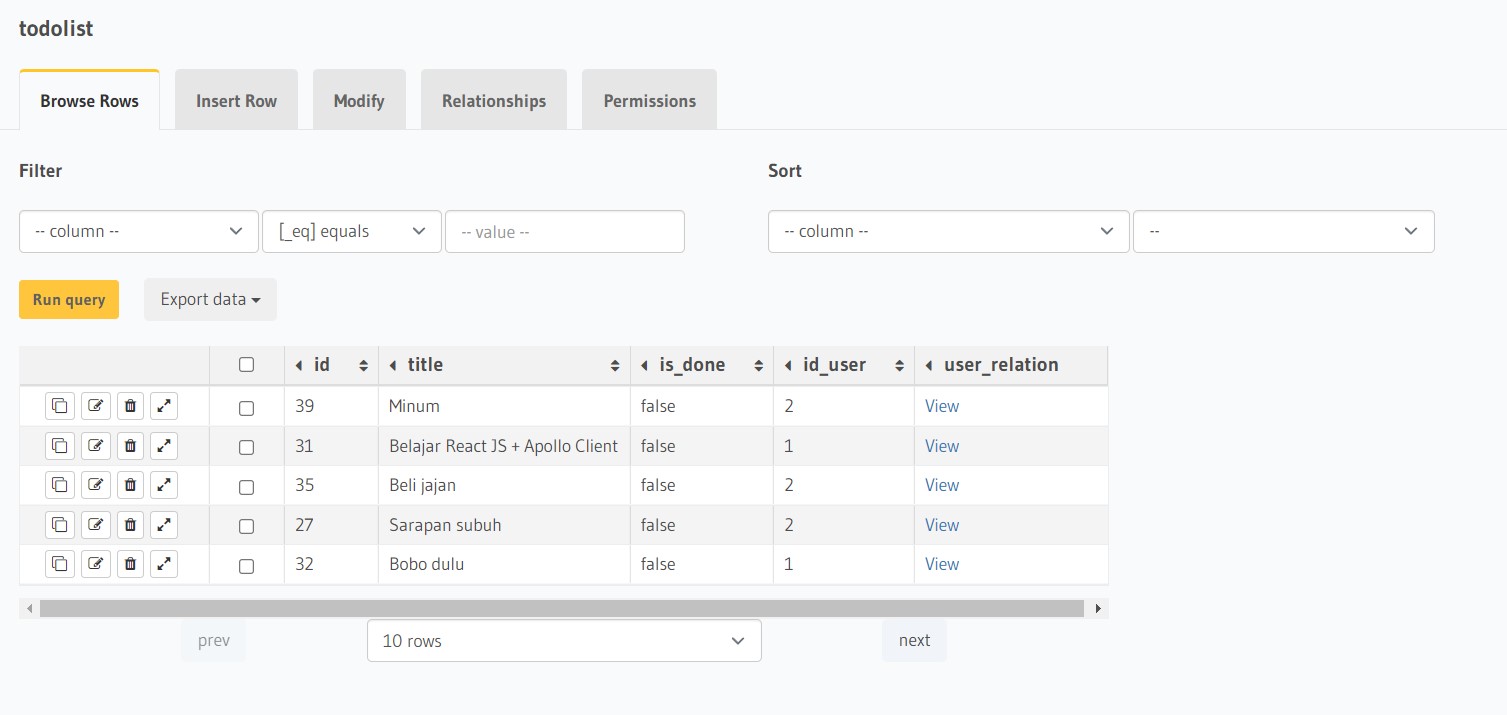 todolist
Browse Rows Insert Row Modify Relationships Permissions
Filter Sort
-- column -- [_eq] equals -- value -- -- column -- --
Run query Export data
id title is_done id_user user_relation
39 Minum false 2 View
31 Belajar React JS + Apollo Client false 1 View
35 Beli jajan false 2 View
27 Sarapan subuh false 2 View
32 Bobo dulu false 1 View
prev 10 rows next